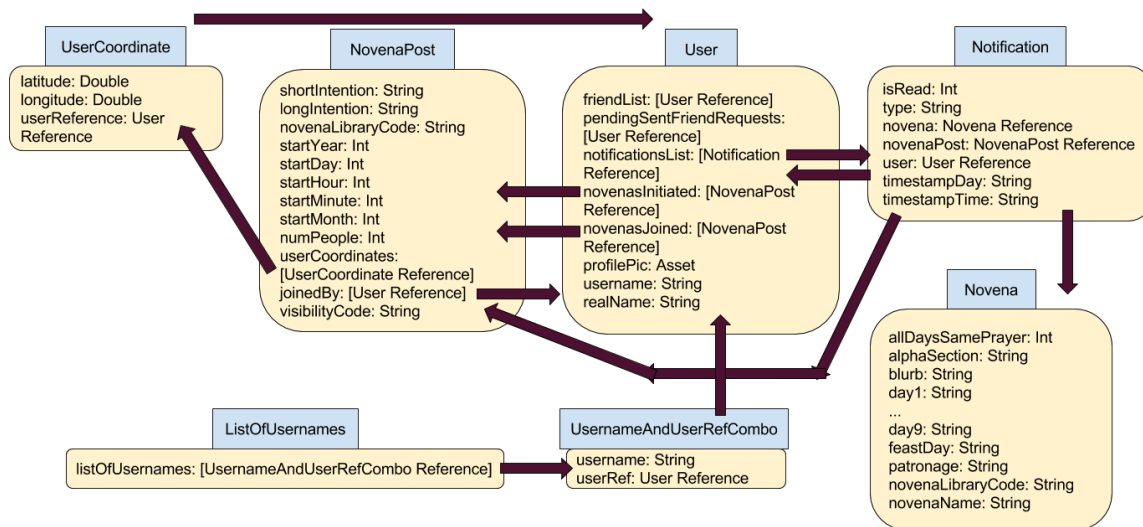 UserCoordinate
latitude: Double
longitude: Double
userReference: User
Reference
NovenaPost
shortIntention: String
longIntention: String
novenaLibraryCode: String
startYear: Int
startDay: Int
startHour: Int
startMinute: Int
startMonth: Int
numPeople: Int
userCoordinates:
[UserCoordinate Reference]
joinedBy: [User Reference]
visibilityCode: String
User
friendList: [User Reference]
pendingSentFriendRequests:
[User Reference]
notificationsList: [Notification
Reference]
novenasInitiated: [NovenaPost
Reference]
novenasJoined: [NovenaPost
Reference]
profilePic: Asset
username: String
realName: String
Notification
isRead: Int
type: String
novena: Novena Reference
novenaPost: NovenaPost Reference
user: User Reference
timestampDay: String
timestampTime: String
Novena
allDaysSamePrayer: Int
alphaSection: String
blurb: String
day1: String
...
day9: String
feastDay: String
patronage: String
novenaLibraryCode: String
novenaName: String
ListOfUsernames
listOfUsernames: [UsernameAndUserRefCombo Reference]
UsernameAndUserRefCombo
username: String
userRef: User Reference